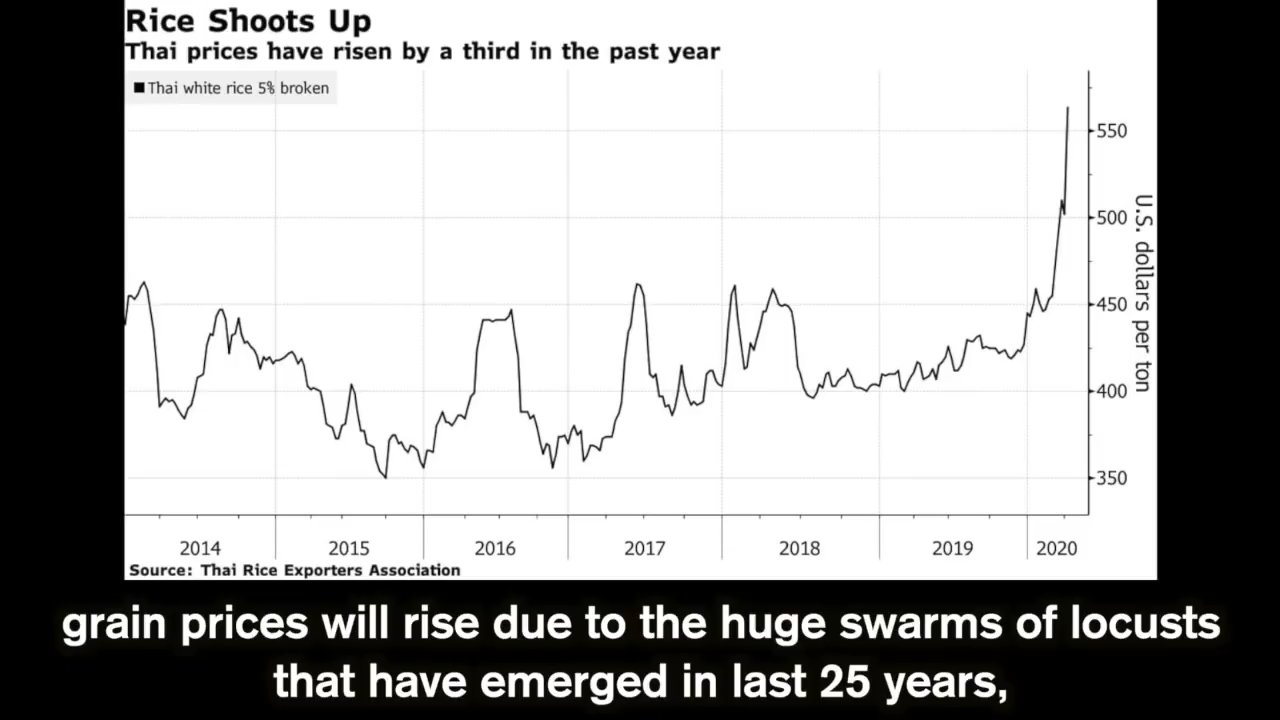 Rice Shoots Up
Thai prices have risen by a third in the past year
Thai white rice 5% broken
550
500
450
400
350
U.S. dollars per ton
2014 2015 2016 2017 2018 2019 2020
Source: Thai Rice Exporters Association
grain prices will rise due to the huge swarms of locusts
that have emerged in last 25 years,